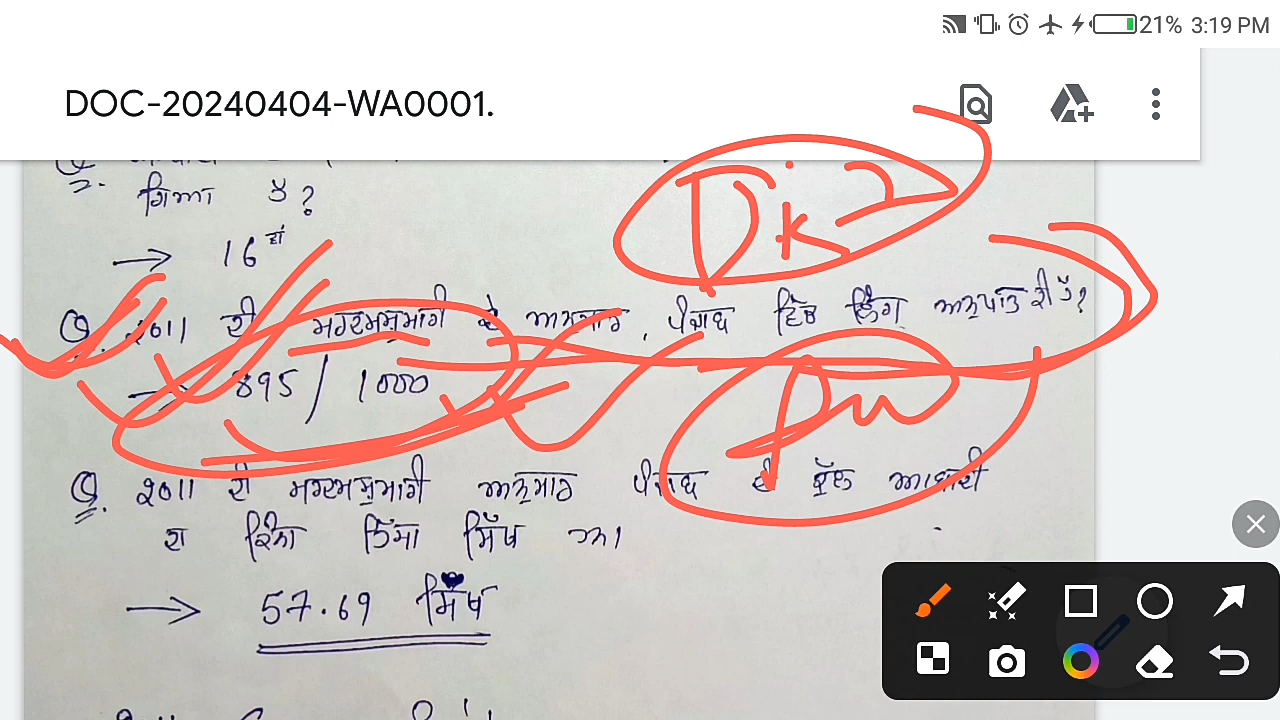 3:19 PM
21%
DOC-20240404-WA0001.
ਗਿਆ ਹੈ?
→ 16ਵਾਂ
Q. 2011 ਦੀ ਮਰਦਮਸ਼ੁਮਾਰੀ ਦੇ ਅਨੁਸਾਰ, ਪੰਜਾਬ ਵਿੱਚ ਲਿੰਗ ਅਨੁਪਾਤ ਕੀ ਹੈ?
→ 895 / 1000
Q. 2011 ਦੀ ਮਰਦਮਸ਼ੁਮਾਰੀ ਅਨੁਸਾਰ ਪੰਜਾਬ ਦੀ ਕੁੱਲ ਆਬਾਦੀ
ਦਾ ਕਿੰਨਾ ਹਿੱਸਾ ਸਿੱਖ ਹਨ।
→ 57.69 ਸਿੱਖ